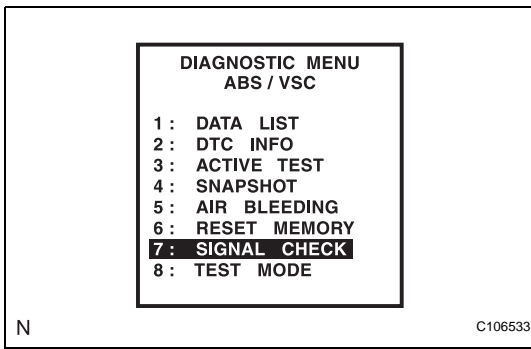 DIAGNOSTIC MENU
ABS / VSC
1 : DATA LIST
2 : DTC INFO
3 : ACTIVE TEST
4 : SNAPSHOT
5 : AIR BLEEDING
6 : RESET MEMORY
7 : SIGNAL CHECK
8 : TEST MODE
N C106533